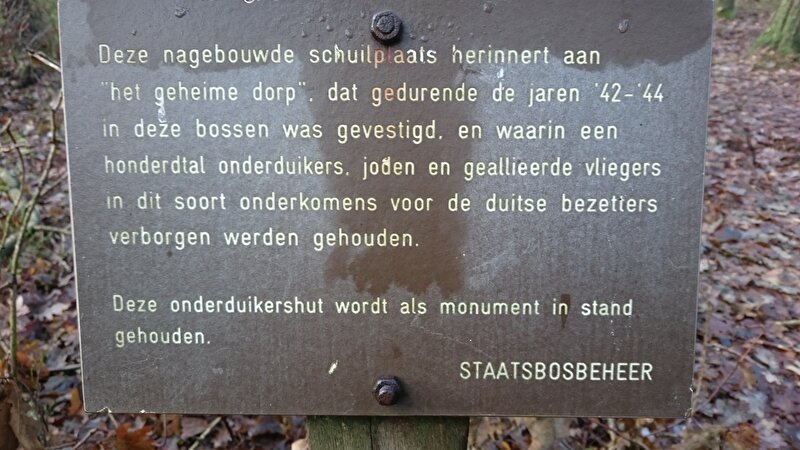 Deze nagebouwde schuilplaats herinnert aan
"het geheime dorp", dat gedurende de jaren '42-'44
in deze bossen was gevestigd, en waarin een
honderdtal onderduikers, joden en geallieerde vliegers
in dit soort onderkomens voor de duitse bezetters
verborgen werden gehouden.
Deze onderduikershut wordt als monument in stand
gehouden.
STAATSBOSBEHEER